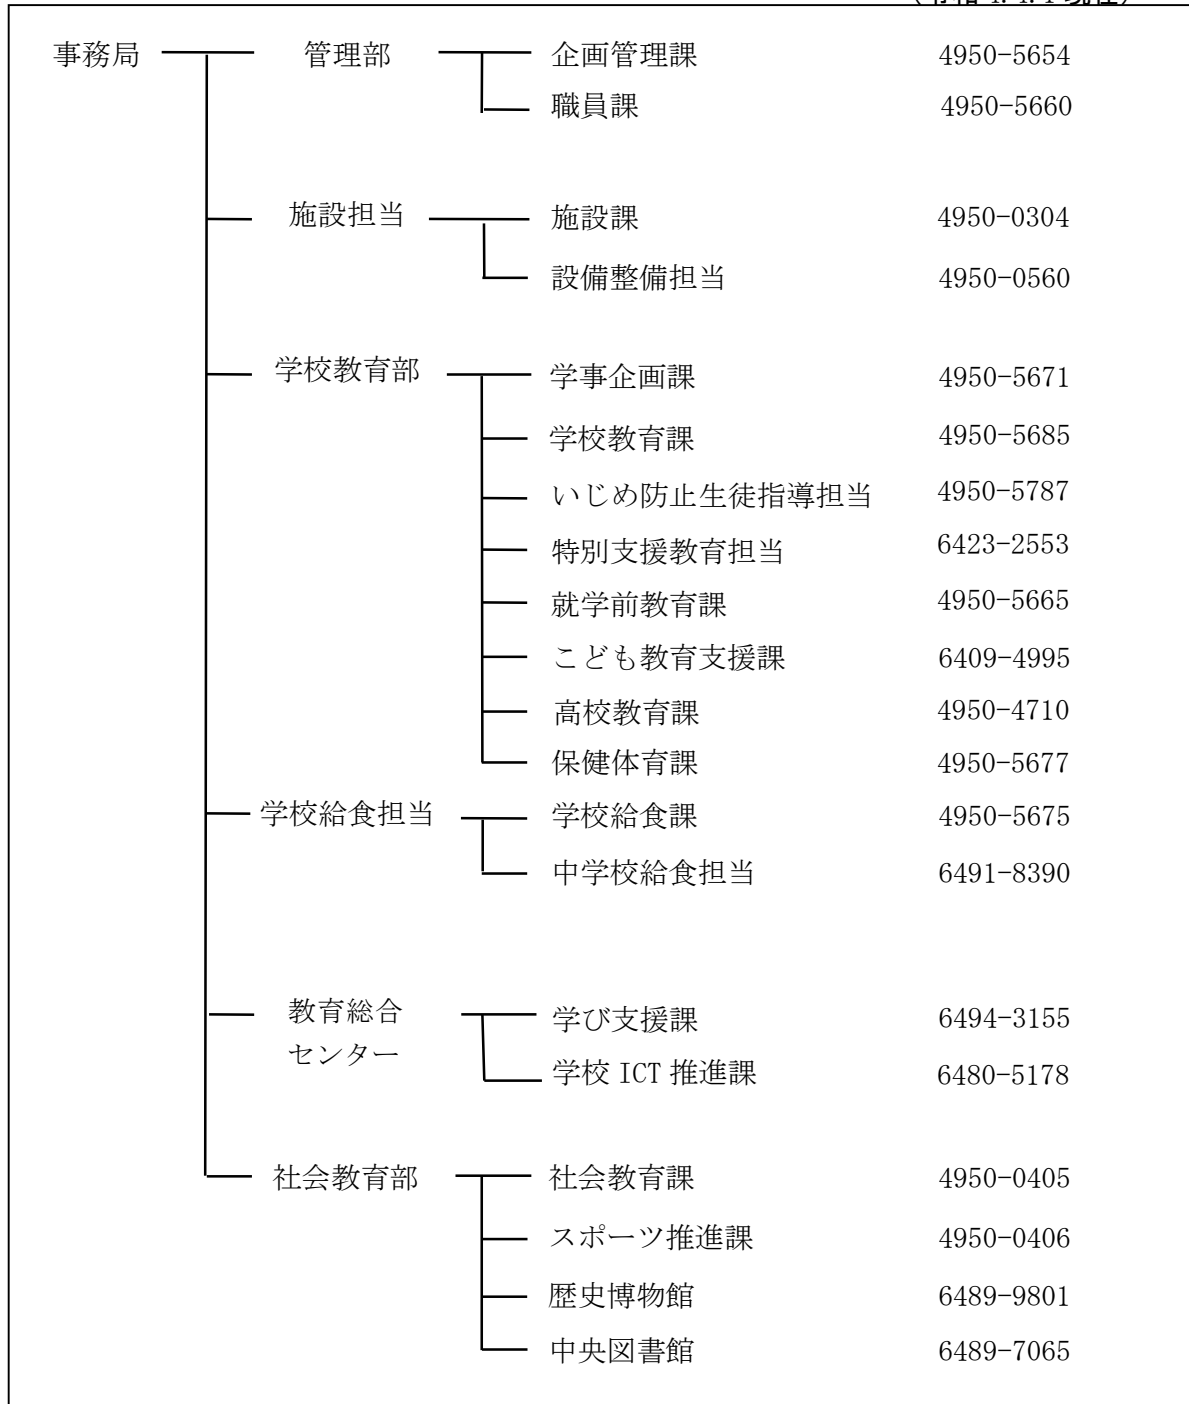 (令和 4.4.1 現在)
事務局 管理部 企画管理課 4950-5654
職員課 4950-5660
施設担当 施設課 4950-0304
設備整備担当 4950-0560
学校教育部 学事企画課 4950-5671
学校教育課 4950-5685
いじめ防止生徒指導担当 4950-5787
特別支援教育担当 6423-2553
就学前教育課 4950-5665
こども教育支援課 6409-4995
高校教育課 4950-4710
保健体育課 4950-5677
学校給食担当 学校給食課 4950-5675
中学校給食担当 6491-8390
教育総合
センター
学び支援課 6494-3155
学校 ICT 推進課 6480-5178
社会教育部 社会教育課 4950-0405
スポーツ推進課 4950-0406
歴史博物館 6489-9801
中央図書館 6489-7065